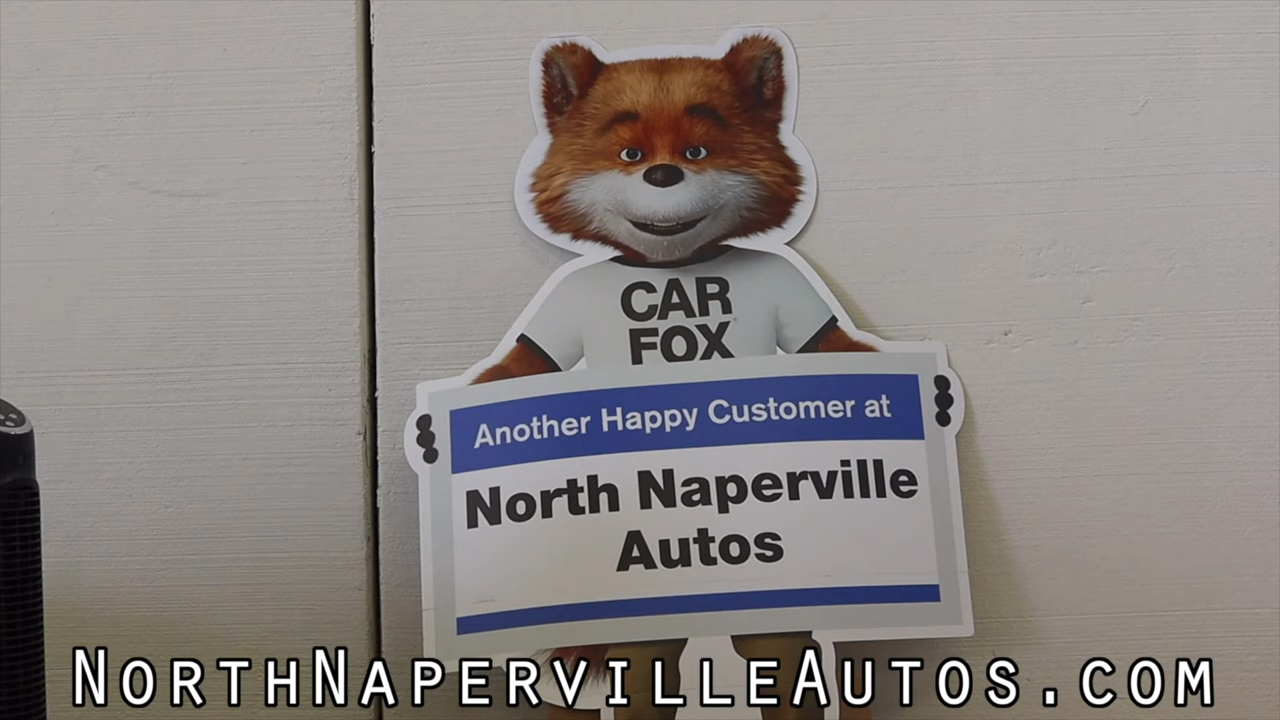 CAR
FOX
Another Happy Customer at
North Naperville
Autos
NorthNapervilleAutos.com